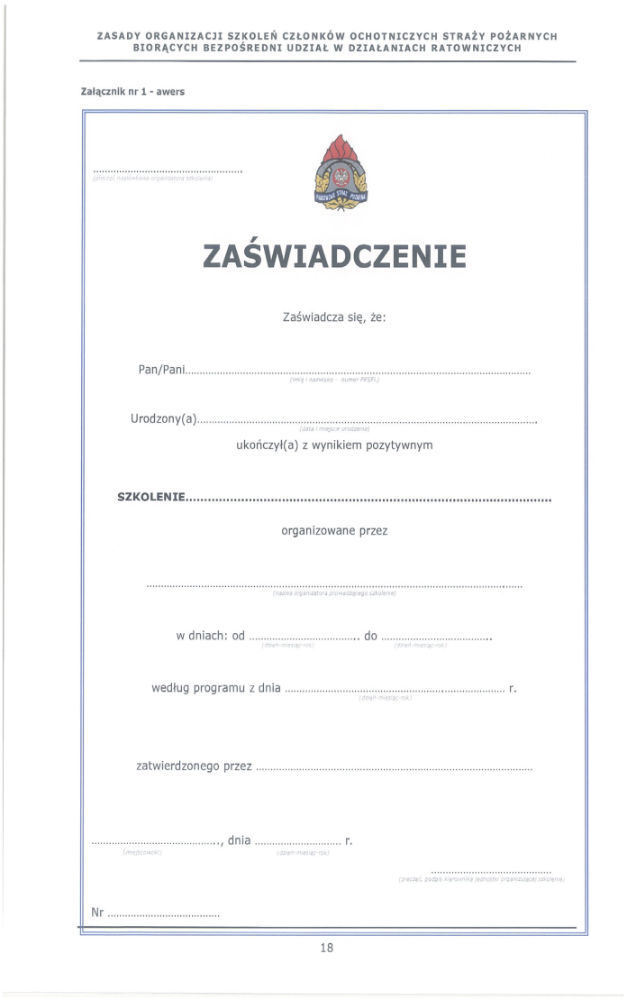 ZASADY ORGANIZACJI SZKOLEŃ CZŁONKÓW OCHOTNICZYCH STRAŻY POŻARNYCH
BIORĄCYCH BEZPOŚREDNI UDZIAŁ W DZIAŁANIACH RATOWNICZYCH
Załącznik nr 1 - awers
(pieczęć nagłówkowa organizatora szkolenia)
PAŃSTWOWA STRAŻ POŻARNA
ZAŚWIADCZENIE
Zaświadcza się, że:
Pan/Pani
(imię i nazwisko - numer PESEL)
Urodzony(a)
(data i miejsce urodzenia)
ukończył(a) z wynikiem pozytywnym
SZKOLENIE
organizowane przez
(nazwa organizatora prowadzącego szkolenie)
w dniach: od ........ do ........
(dzień-miesiąc-rok) (dzień-miesiąc-rok)
według programu z dnia ........ r.
(dzień-miesiąc-rok)
zatwierdzonego przez
........, dnia ........ r.
(miejscowość) (dzień-miesiąc-rok)
(pieczęć, podpis kierownika jednostki organizującej szkolenie)
Nr ........
18